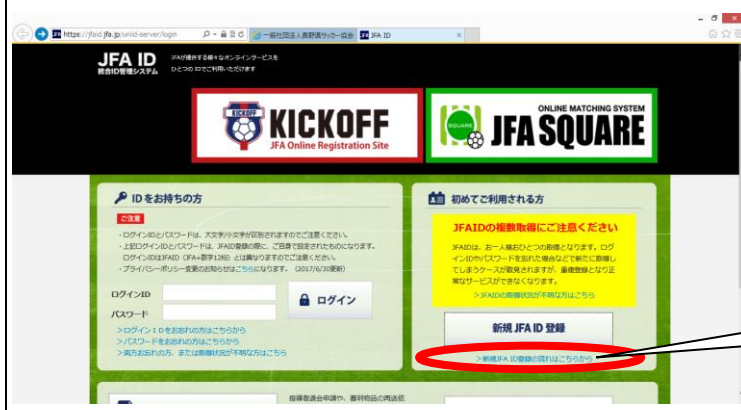 https://jfaid.jfa.jp/uniid-server/login
一般社団法人長野県サッカー協会
JFA ID
JFA ID
統合ID管理システム
JFAが提供する様々なオンラインサービスを
ひとつの IDでご利用いただけます
KICKOFF
KICKOFF
JFA Online Registration Site
SQUARE
ONLINE MATCHING SYSTEM
JFA SQUARE
IDをお持ちの方
ご注意
・ログインIDとパスワードは、大文字/小文字が区別されますのでご注意ください。
・上記ログインIDとパスワードは、JFAID登録の際に、ご自身で設定されたものになります。
ログインIDはJFAID（JFA+数字12桁）とは異なりますのでご注意ください。
・プライバシーポリシー変更のお知らせはこちらになります。（2017/6/30更新）
ログインID
パスワード
ログイン
>ログインＩＤをお忘れの方はこちらから
>パスワードをお忘れの方はこちらから
>両方お忘れの方、または取得状況が不明な方はこちら
初めてご利用される方
JFAIDの複数取得にご注意ください
JFAIDは、お一人様おひとつの取得となります。ログ
インIDやパスワードを忘れた場合などで新たに取得し
てしまうケースが散見されますが、重複登録となり正
常なサービスができなくなります。
>JFAIDの取得状況が不明な方はこちら
新規 JFA ID 登録
>新規JFA ID登録の流れはこちらから
指導者講習会申請や、審判物品の再送信